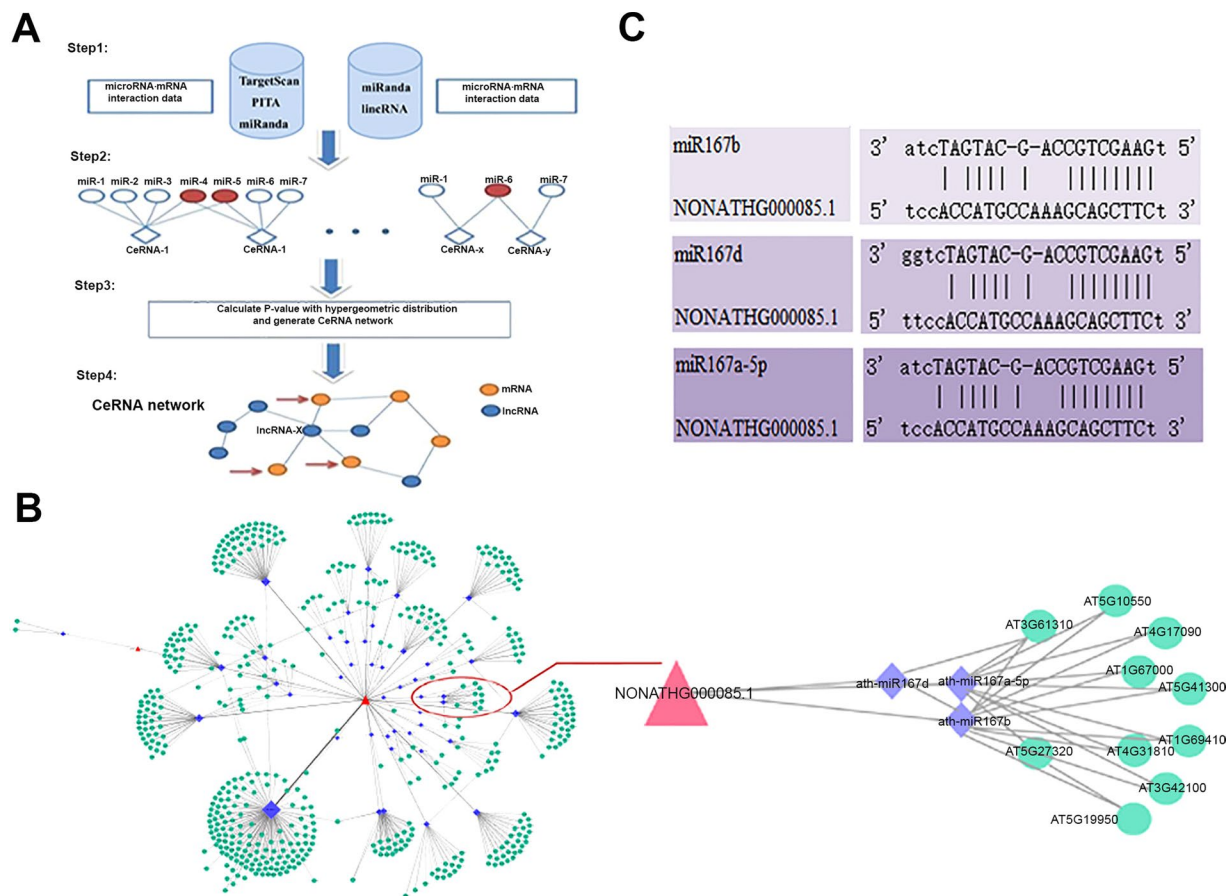 A
Step1:
microRNA·mRNA
interaction data
TargetScan
PITA
miRanda
miRanda
lincRNA
microRNA·mRNA
interaction data
Step2:
miR-1 miR-2 miR-3 miR-4 miR-5 miR-6 miR-7
miR-1 miR-6 miR-7
CeRNA-1 CeRNA-1
CeRNA-x CeRNA-y
Step3:
Calculate P-value with hypergeometric distribution
and generate CeRNA network
Step4:
CeRNA network
lncRNA-X
mRNA
lncRNA
C
miR167b
3' atcTAGTAC-G-ACCGTCGAAGt 5'
NONATHG000085.1
5' tccACCATGCCAAAGCAGCTTCt 3'
miR167d
3' ggtcTAGTAC-G-ACCGTCGAAGt 5'
NONATHG000085.1
5' ttccACCATGCCAAAGCAGCTTCt 3'
miR167a-5p
3' atcTAGTAC-G-ACCGTCGAAGt 5'
NONATHG000085.1
5' tccACCATGCCAAAGCAGCTTCt 3'
B
NONATHG000085.1
ath-miR167d
ath-miR167a-5p
ath-miR167b
AT3G61310
AT5G10550
AT4G17090
AT1G67000
AT5G41300
AT1G69410
AT4G31810
AT5G27320
AT3G42100
AT5G19950